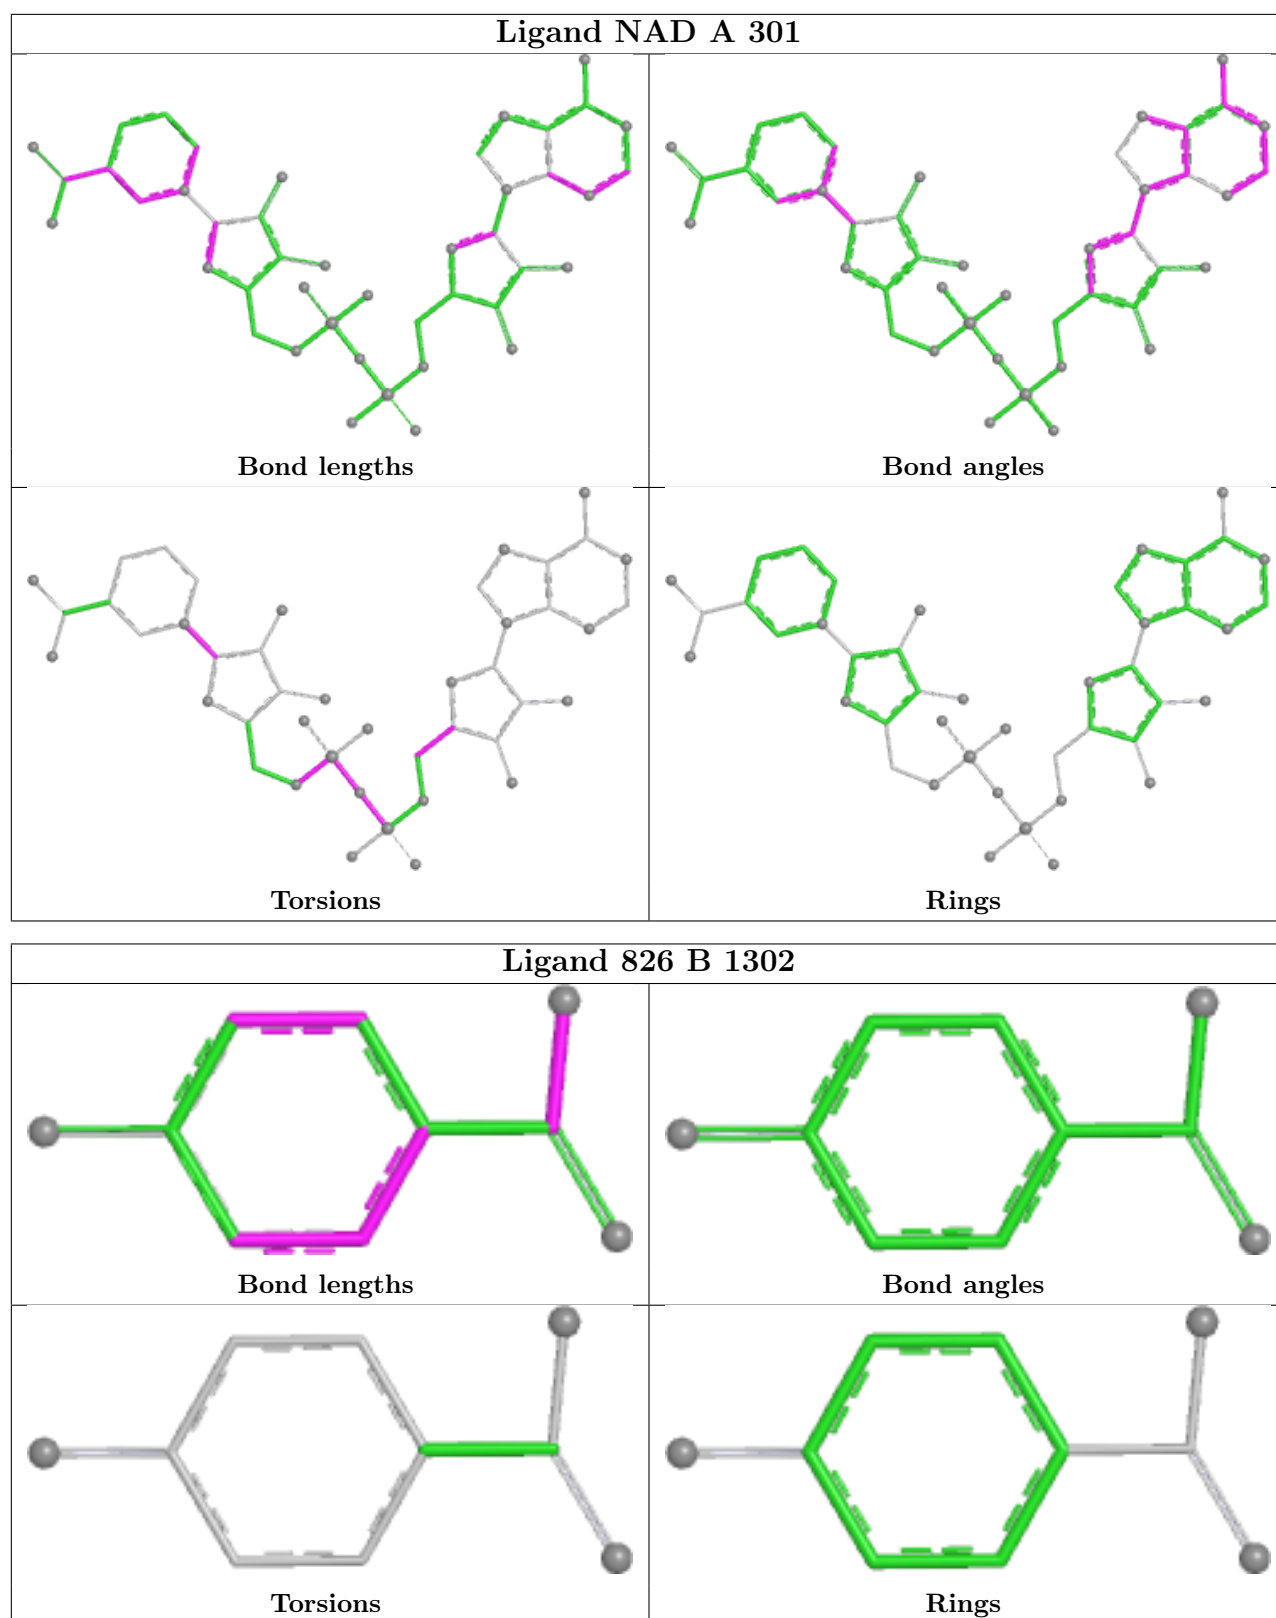 Ligand NAD A 301
Bond lengths
Bond angles
Torsions
Rings
Ligand 826 B 1302
Bond lengths
Bond angles
Torsions
Rings